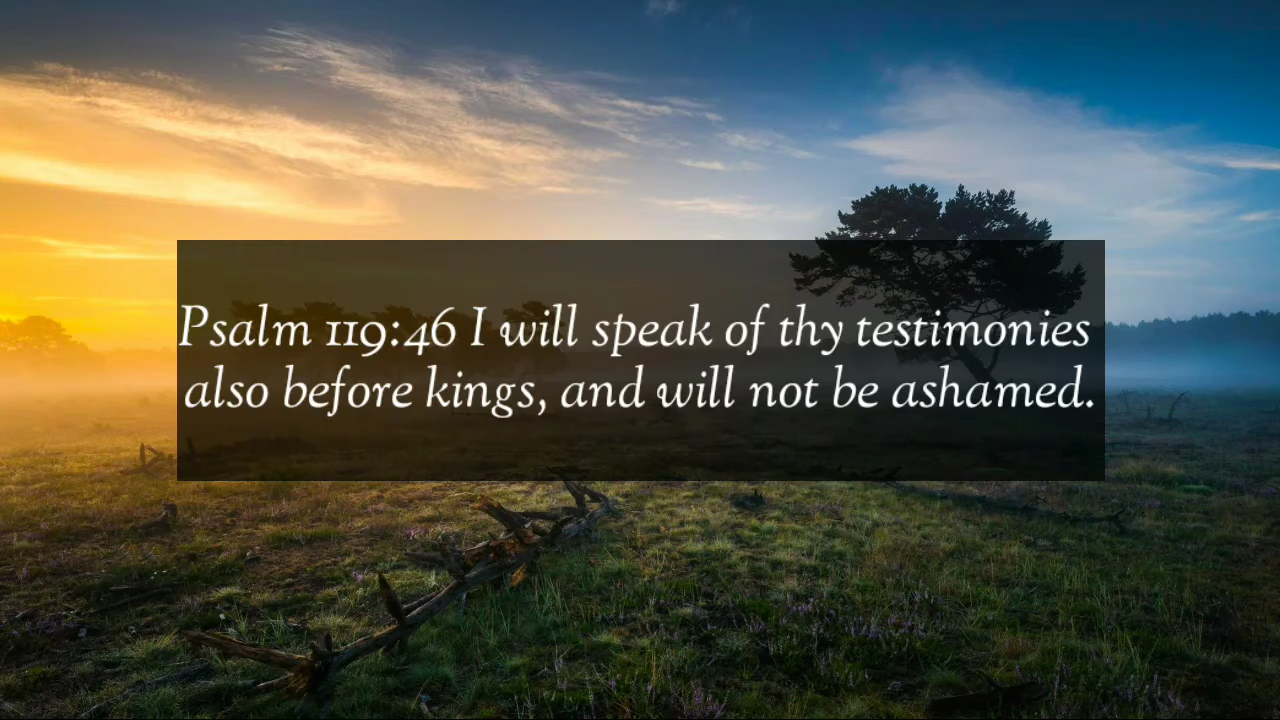 Psalm 119:46 I will speak of thy testimonies
also before kings, and will not be ashamed.